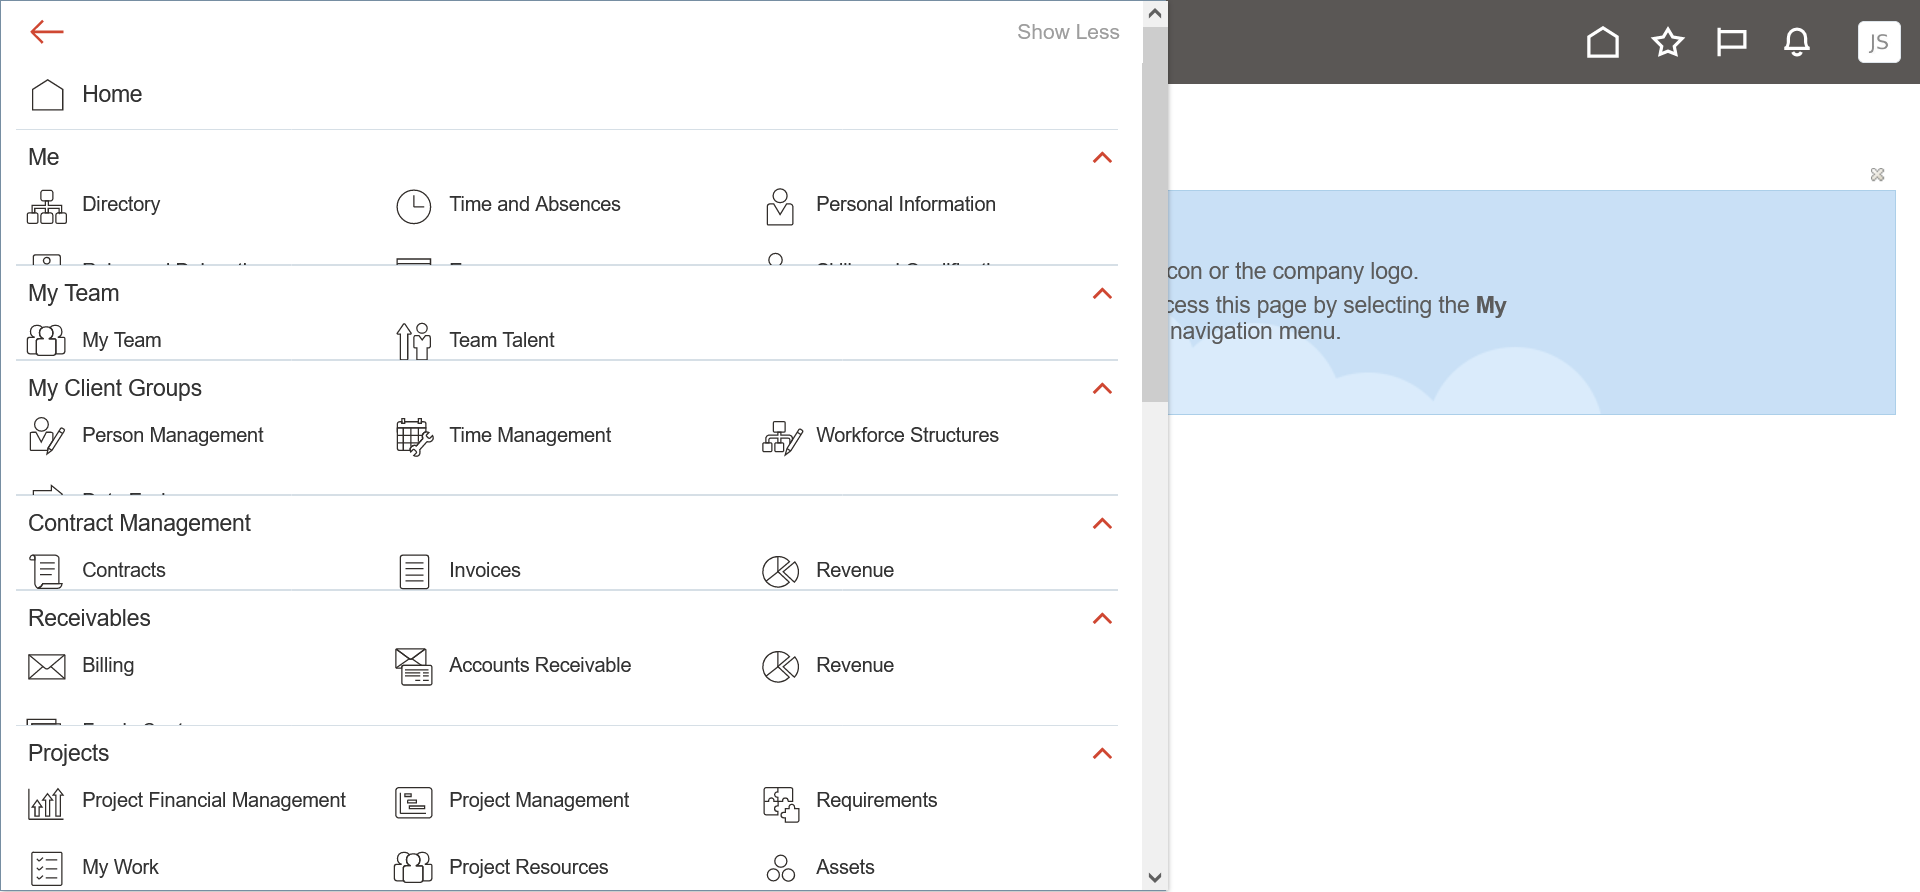 Show Less
JS
Home
Me
Directory
Time and Absences
Personal Information
My Team
My Team
Team Talent
My Client Groups
Person Management
Time Management
Workforce Structures
Contract Management
Contracts
Invoices
Revenue
Receivables
Billing
Accounts Receivable
Revenue
Projects
Project Financial Management
Project Management
Requirements
My Work
Project Resources
Assets
con or the company logo.
cess this page by selecting the My
navigation menu.